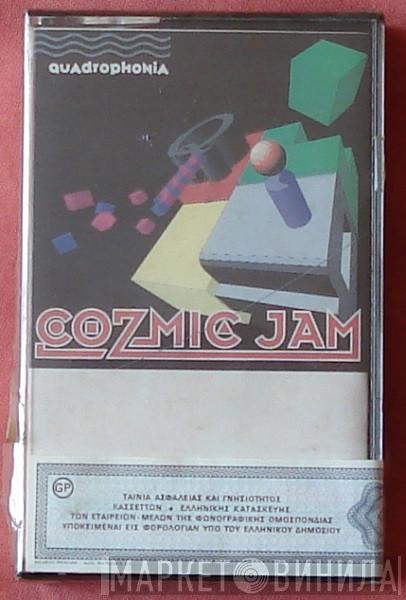 quadrophonia
COZMIC JAM
GP
ΤΑΙΝΙΑ ΑΣΦΑΛΕΙΑΣ ΚΑΙ ΓΝΗΣΙΟΤΗΤΟΣ
ΚΑΣΣΕΤΤΩΝ • ΕΛΛΗΝΙΚΗΣ ΚΑΤΑΣΚΕΥΗΣ
ΤΩΝ ΕΤΑΙΡΕΙΩΝ - ΜΕΛΩΝ ΤΗΣ ΦΩΝΟΓΡΑΦΙΚΗΣ ΟΜΟΣΠΟΝΔΙΑΣ
ΥΠΟΚΕΙΜΕΝΑΙ ΕΙΣ ΦΟΡΟΛΟΓΙΑΝ ΥΠΟ ΤΟΥ ΕΛΛΗΝΙΚΟΥ ΔΗΜΟΣΙΟΥ
МАРКЕТ ВИНИЛА